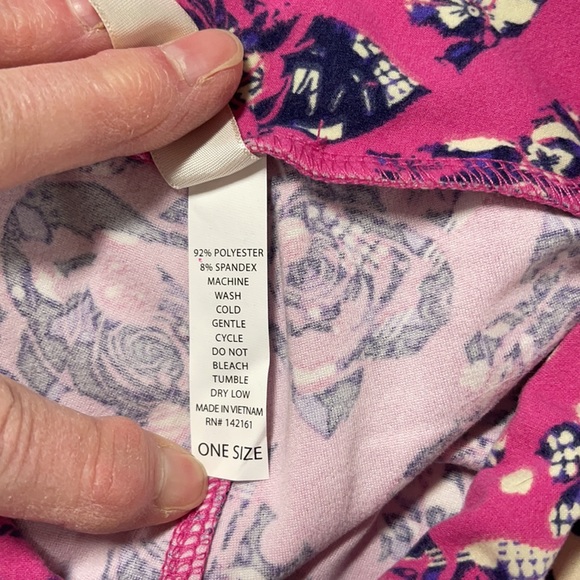 92% POLYESTER
8% SPANDEX
MACHINE
WASH
COLD
GENTLE
CYCLE
DO NOT
BLEACH
TUMBLE
DRY LOW
MADE IN VIETNAM
RN# 142161
ONE SIZE